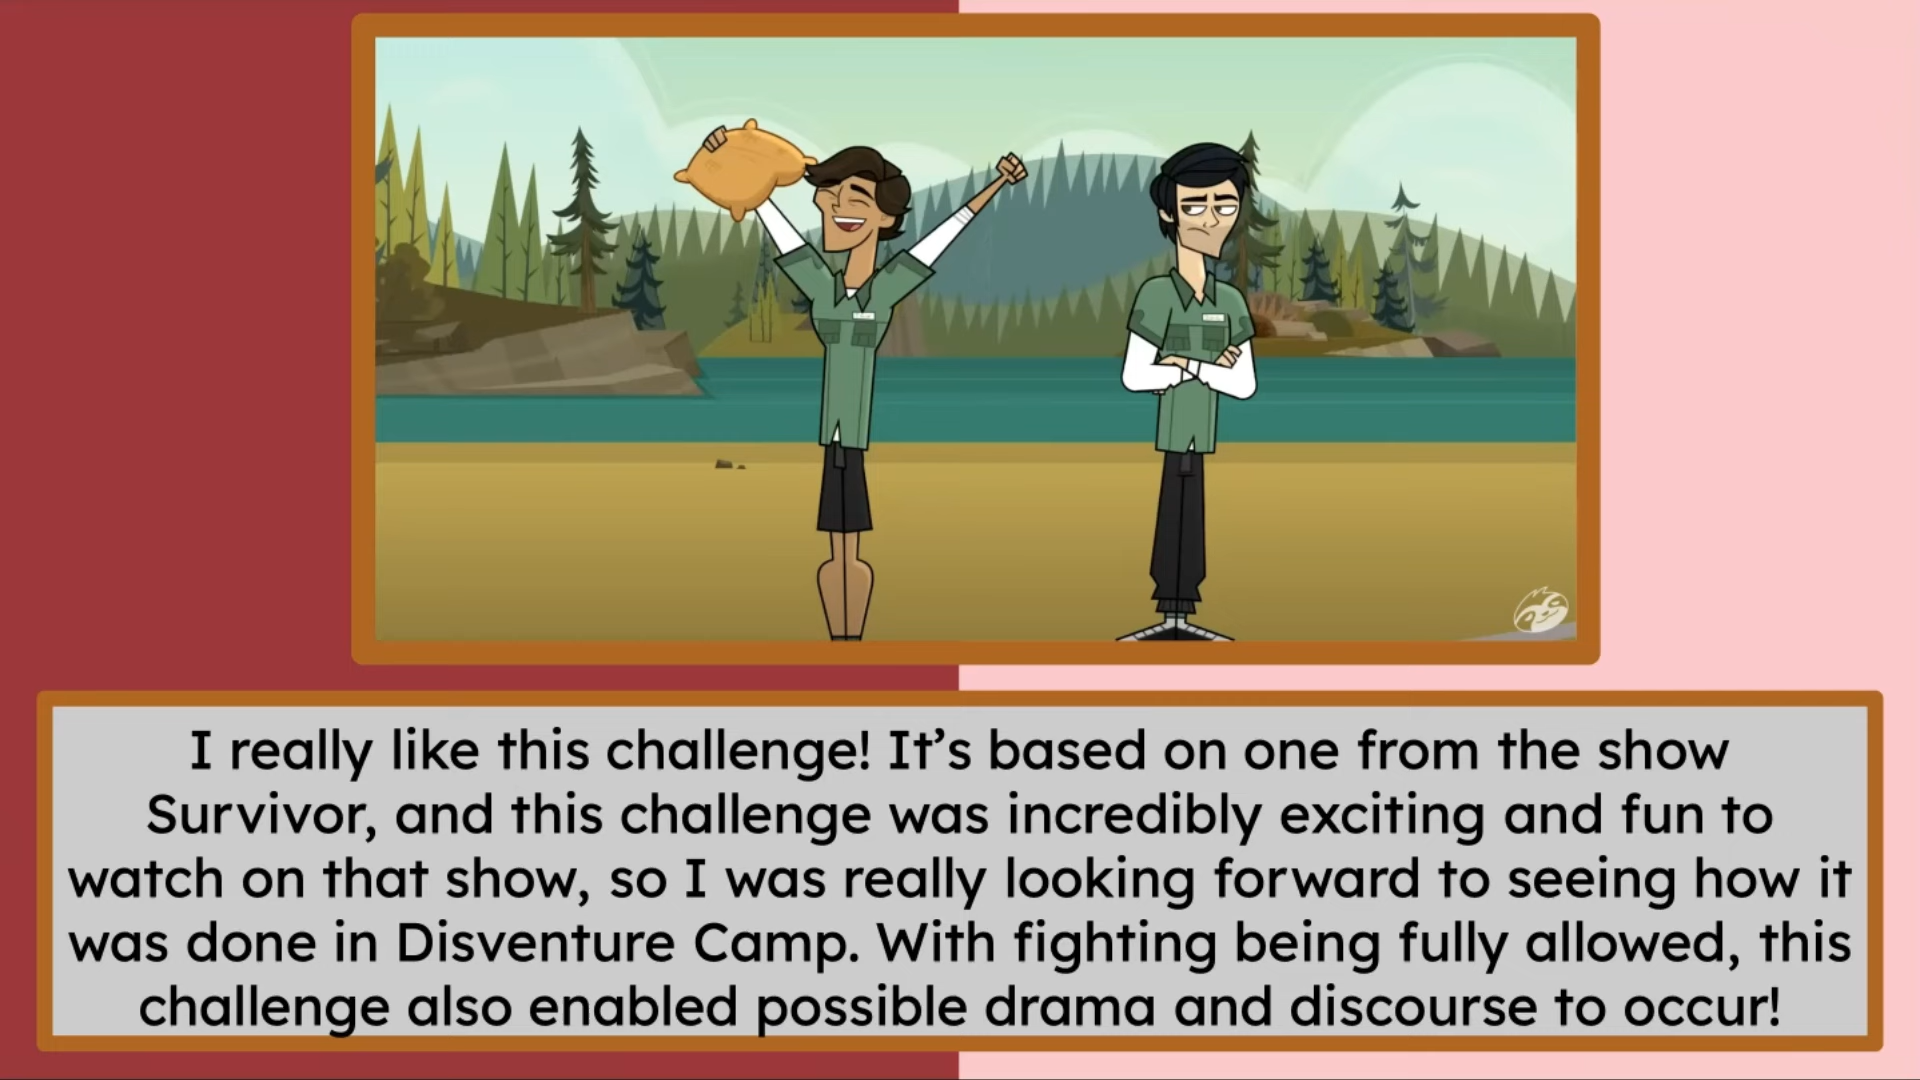 I really like this challenge! It’s based on one from the show
Survivor, and this challenge was incredibly exciting and fun to
watch on that show, so I was really looking forward to seeing how it
was done in Disventure Camp. With fighting being fully allowed, this
challenge also enabled possible drama and discourse to occur!